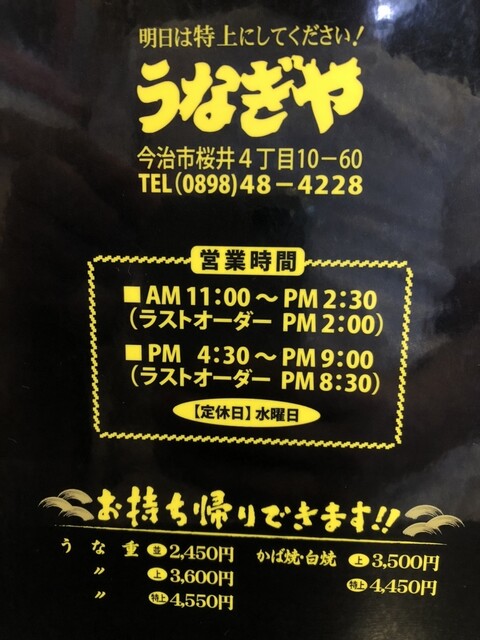 明日は特上にしてください!
うなぎや
今治市桜井4丁目10-60
TEL(0898)48-4228
営業時間
■AM 11:00～PM 2:30
(ラストオーダー PM 2:00)
■PM 4:30～PM 9:00
(ラストオーダー PM 8:30)
【定休日】水曜日
お持ち帰りできます!!
うな重 並 2,450円 かば焼・白焼 上 3,500円
〃 上 3,600円 特上 4,450円
〃 特上 4,550円